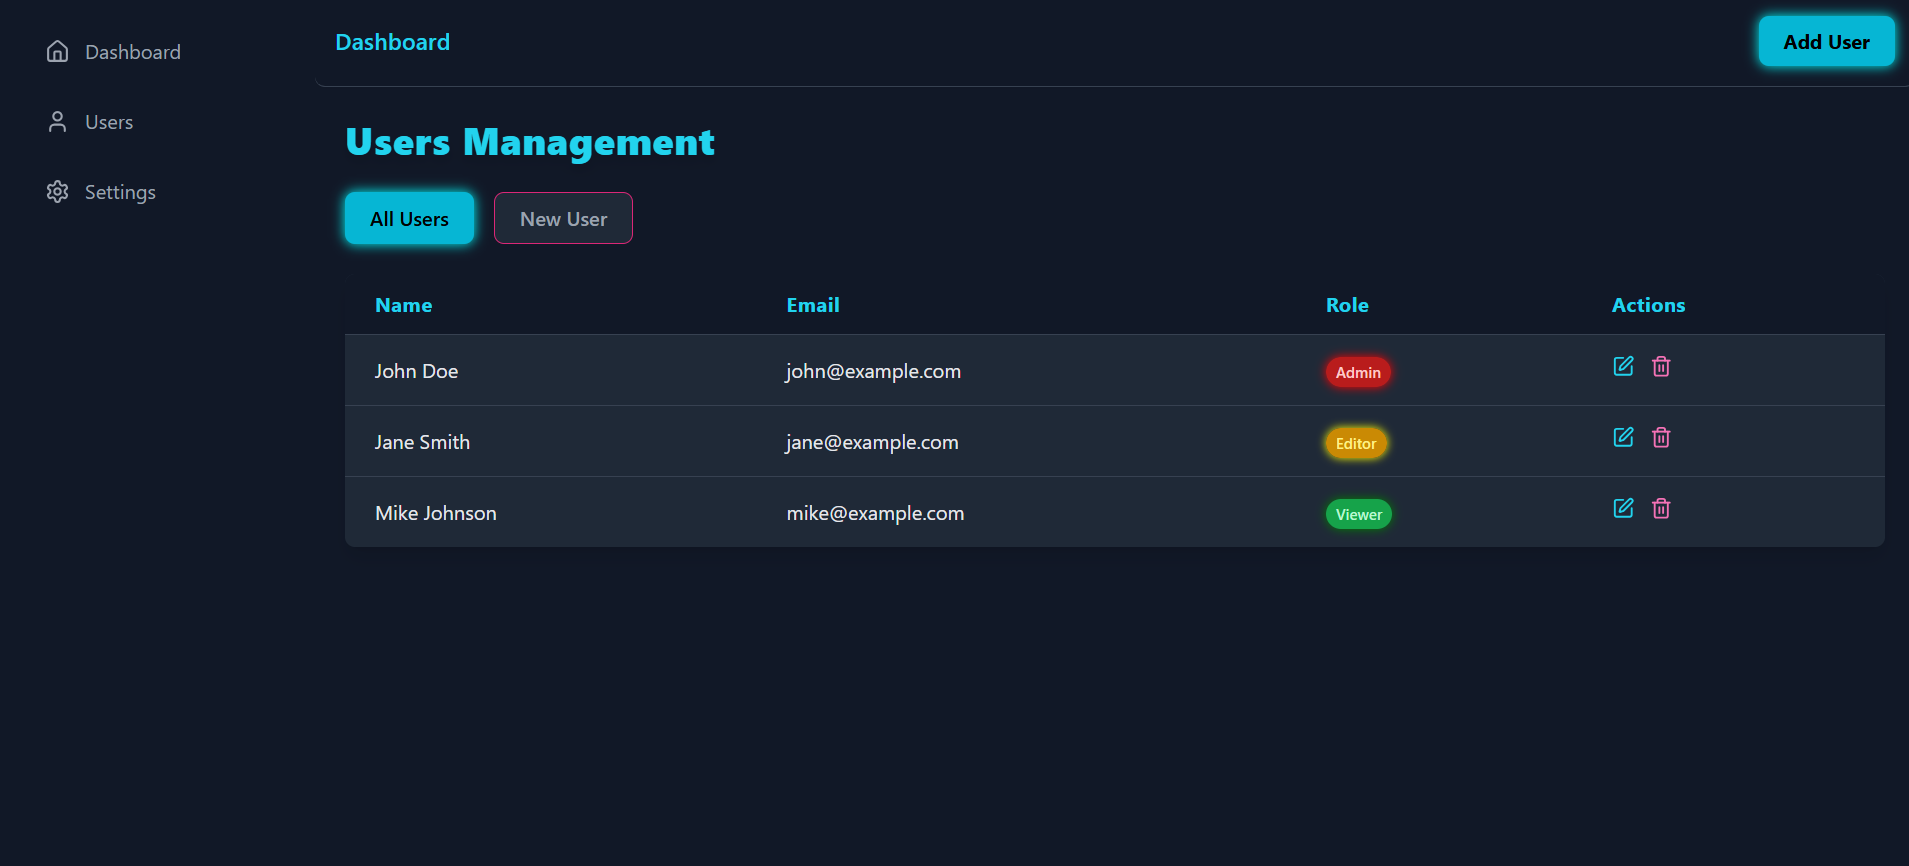 Dashboard
Users
Settings
Dashboard
Add User
Users Management
All Users New User
Name Email Role Actions
John Doe john@example.com Admin
Jane Smith jane@example.com Editor
Mike Johnson mike@example.com Viewer